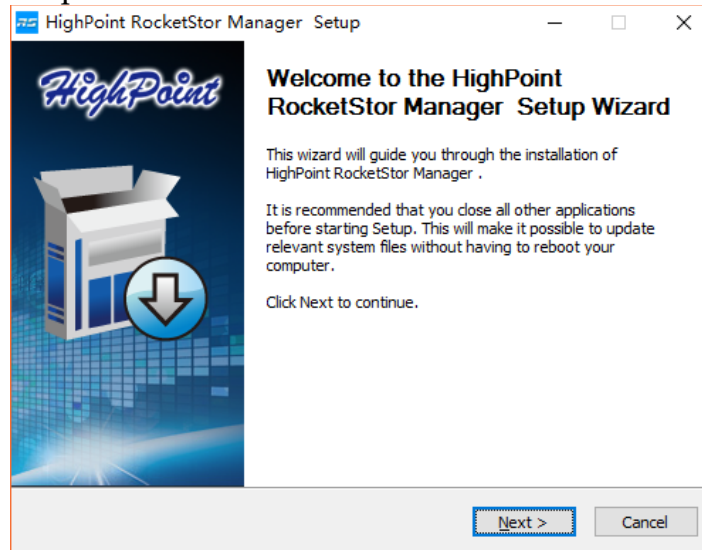 HighPoint RocketStor Manager  Setup
HighPoint
Welcome to the HighPoint
RocketStor Manager  Setup Wizard
This wizard will guide you through the installation of
HighPoint RocketStor Manager .
It is recommended that you close all other applications
before starting Setup. This will make it possible to update
relevant system files without having to reboot your
computer.
Click Next to continue.
Next >
Cancel